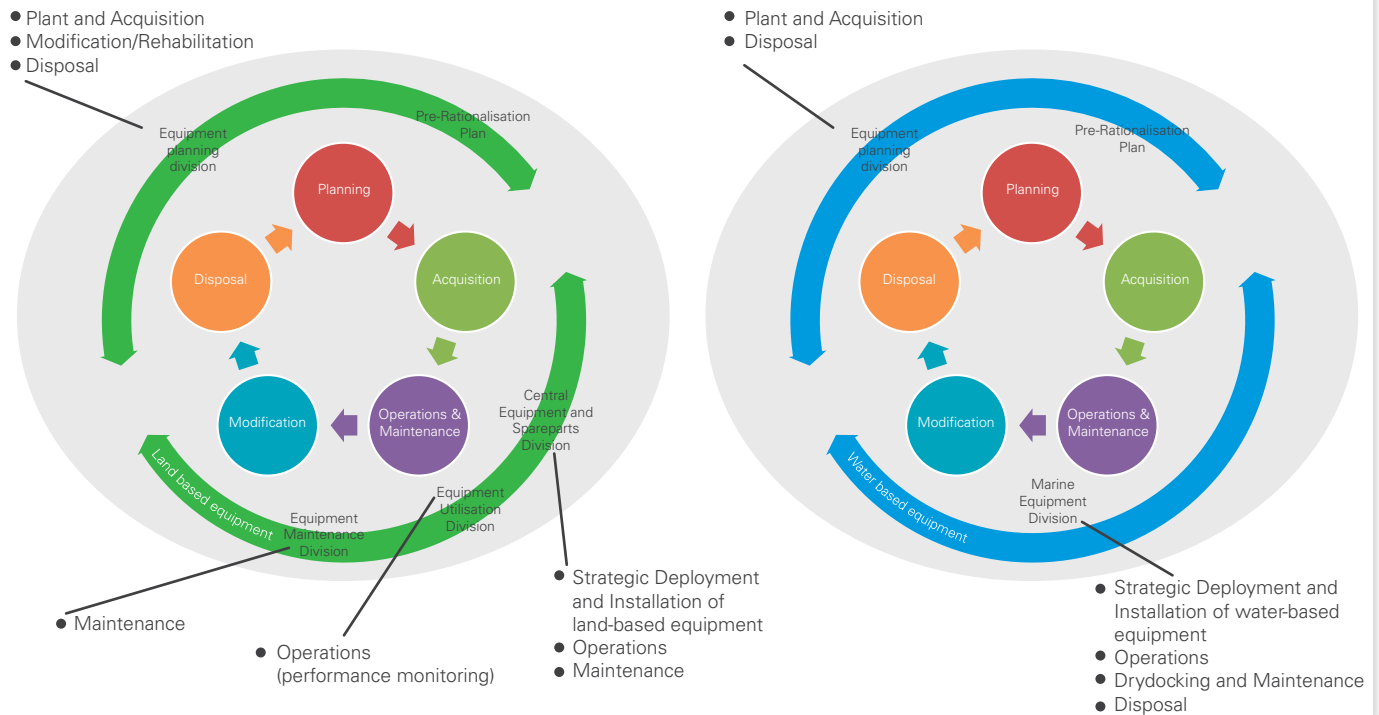 Plant and Acquisition
Modification/Rehabilitation
Disposal
Equipment
planning
division
Pre-Rationalisation
Plan
Planning
Disposal
Acquisition
Modification
Operations &
Maintenance
Central
Equipment and
Spareparts
Division
Land based equipment
Equipment
Maintenance
Division
Equipment
Utilisation
Division
Maintenance
Operations
(performance monitoring)
Strategic Deployment
and Installation of
land-based equipment
Operations
Maintenance
Plant and Acquisition
Disposal
Equipment
planning
division
Pre-Rationalisation
Plan
Planning
Disposal
Acquisition
Modification
Operations &
Maintenance
Water based equipment
Marine
Equipment
Division
Strategic Deployment and
Installation of water-based
equipment
Operations
Drydocking and Maintenance
Disposal